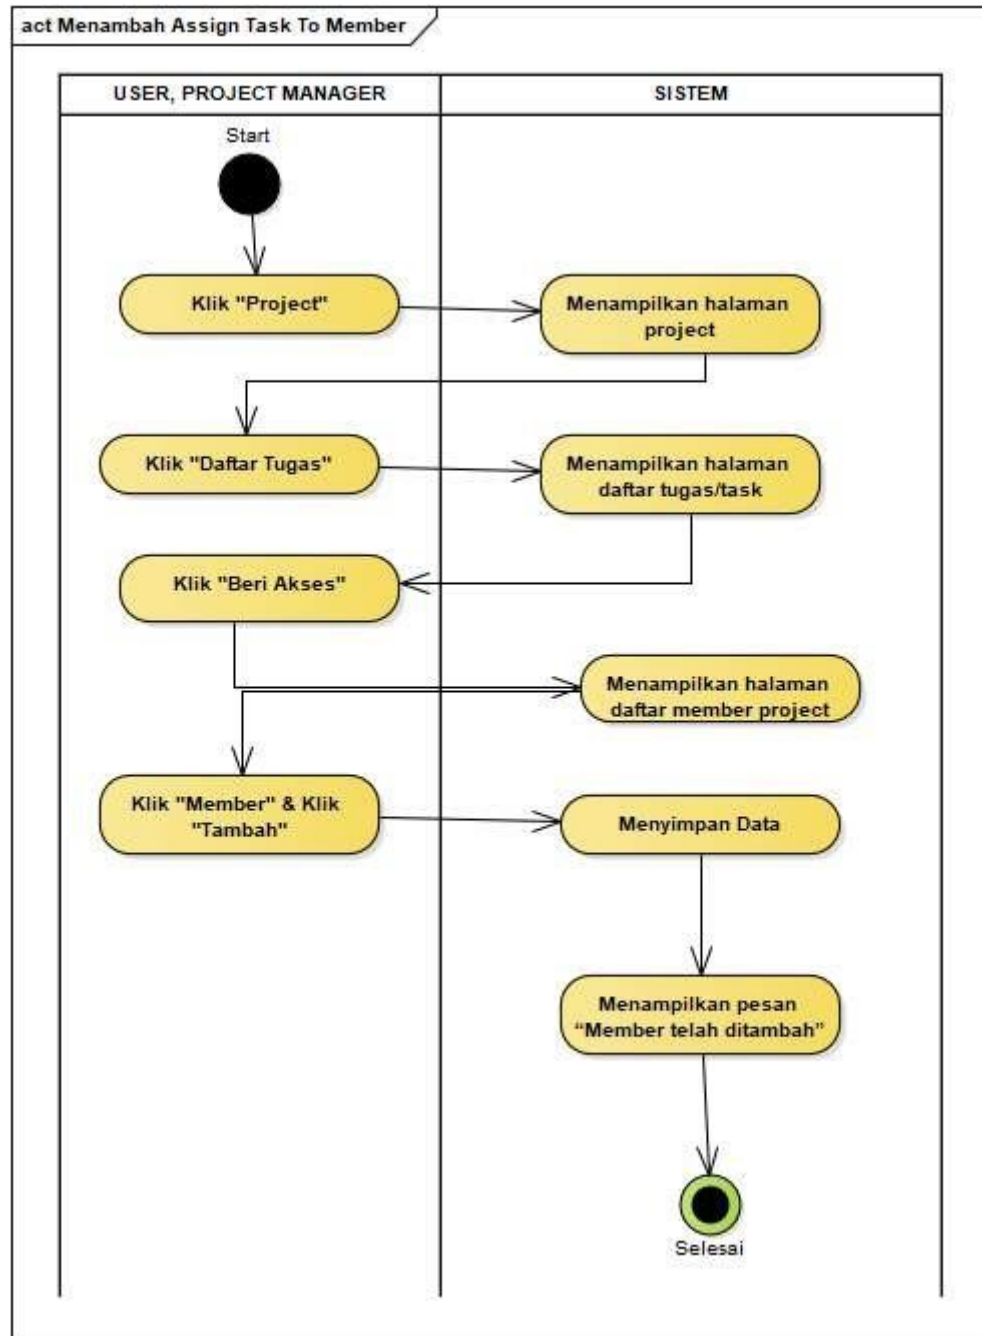 act Menambah Assign Task To Member
USER, PROJECT MANAGER
SISTEM
Start
Klik "Project"
Menampilkan halaman
project
Klik "Daftar Tugas"
Menampilkan halaman
daftar tugas/task
Klik "Beri Akses"
Menampilkan halaman
daftar member project
Klik "Member" & Klik
"Tambah"
Menyimpan Data
Menampilkan pesan
“Member telah ditambah”
Selesai